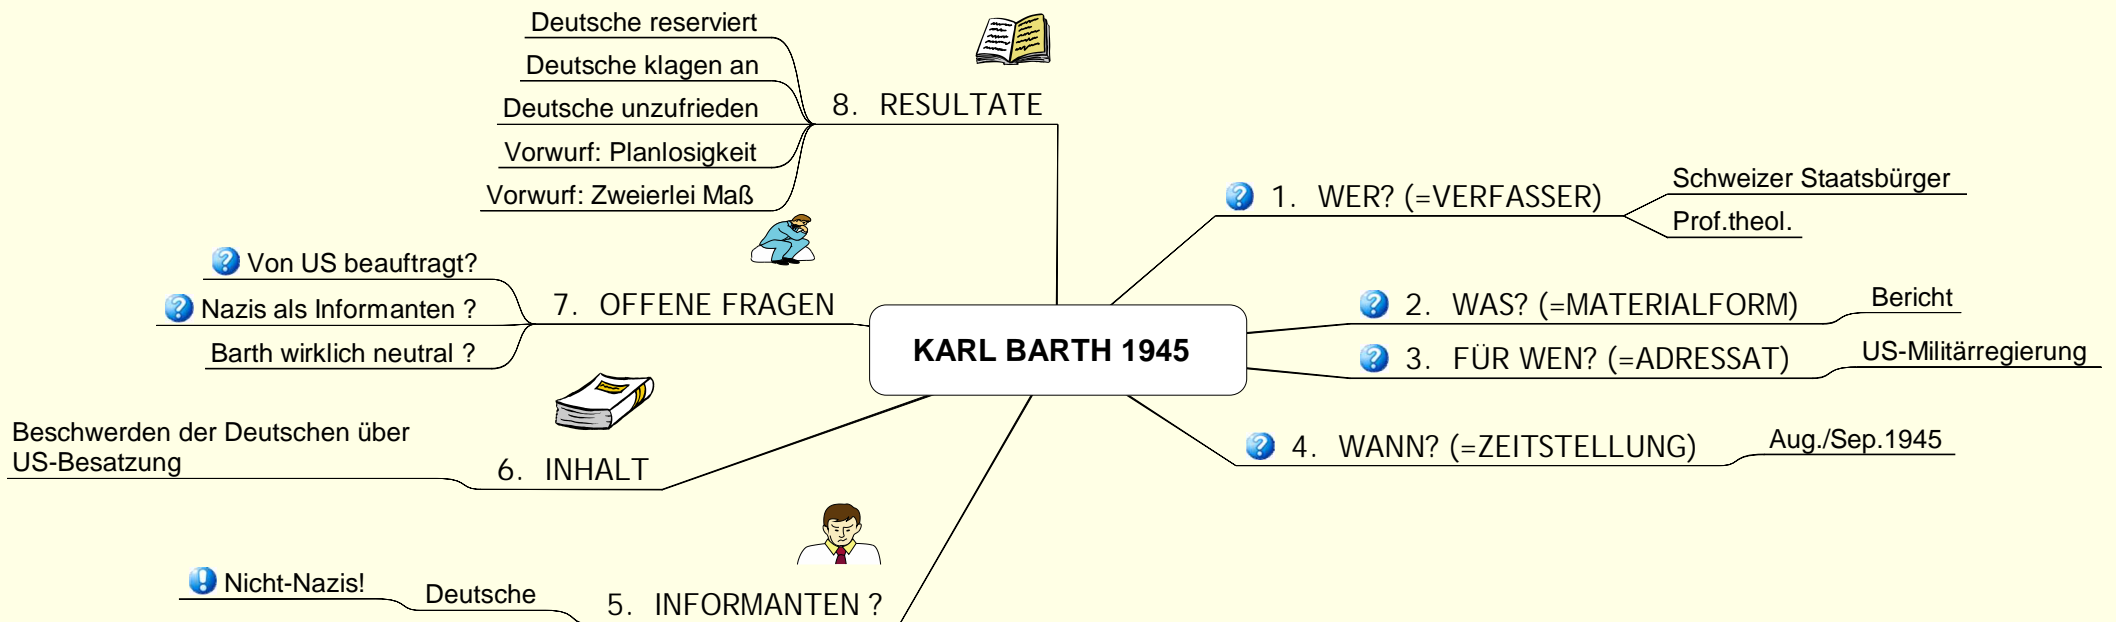 KARL BARTH 1945
1. WER? (=VERFASSER)
Schweizer Staatsbürger
Prof.theol.
2. WAS? (=MATERIALFORM)
Bericht
3. FÜR WEN? (=ADRESSAT)
US-Militärregierung
4. WANN? (=ZEITSTELLUNG)
Aug./Sep.1945
5. INFORMANTEN ?
Deutsche
Nicht-Nazis!
6. INHALT
Beschwerden der Deutschen über
US-Besatzung
7. OFFENE FRAGEN
Von US beauftragt?
Nazis als Informanten ?
Barth wirklich neutral ?
8. RESULTATE
Deutsche reserviert
Deutsche klagen an
Deutsche unzufrieden
Vorwurf: Planlosigkeit
Vorwurf: Zweierlei Maß